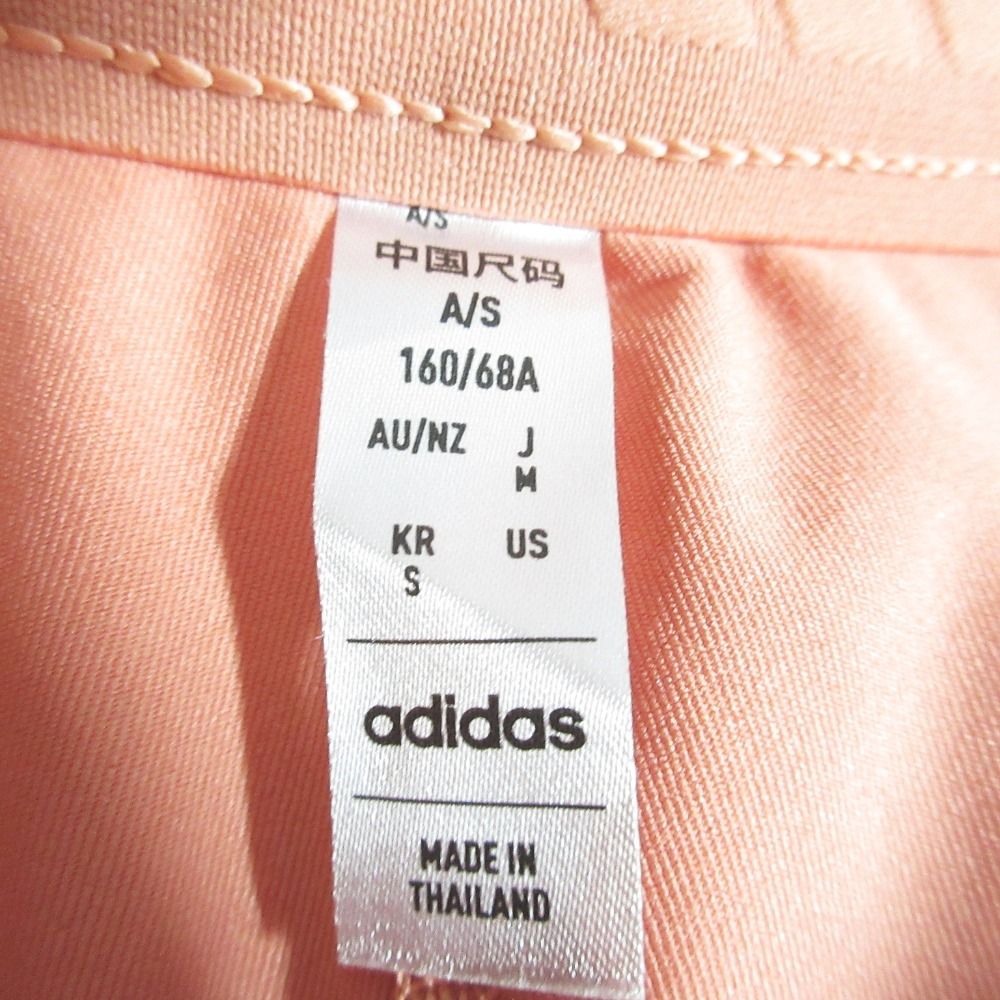 A/S
中国尺码
A/S
160/68A
AU/NZ J
M
KR US
S
adidas
MADE IN
THAILAND